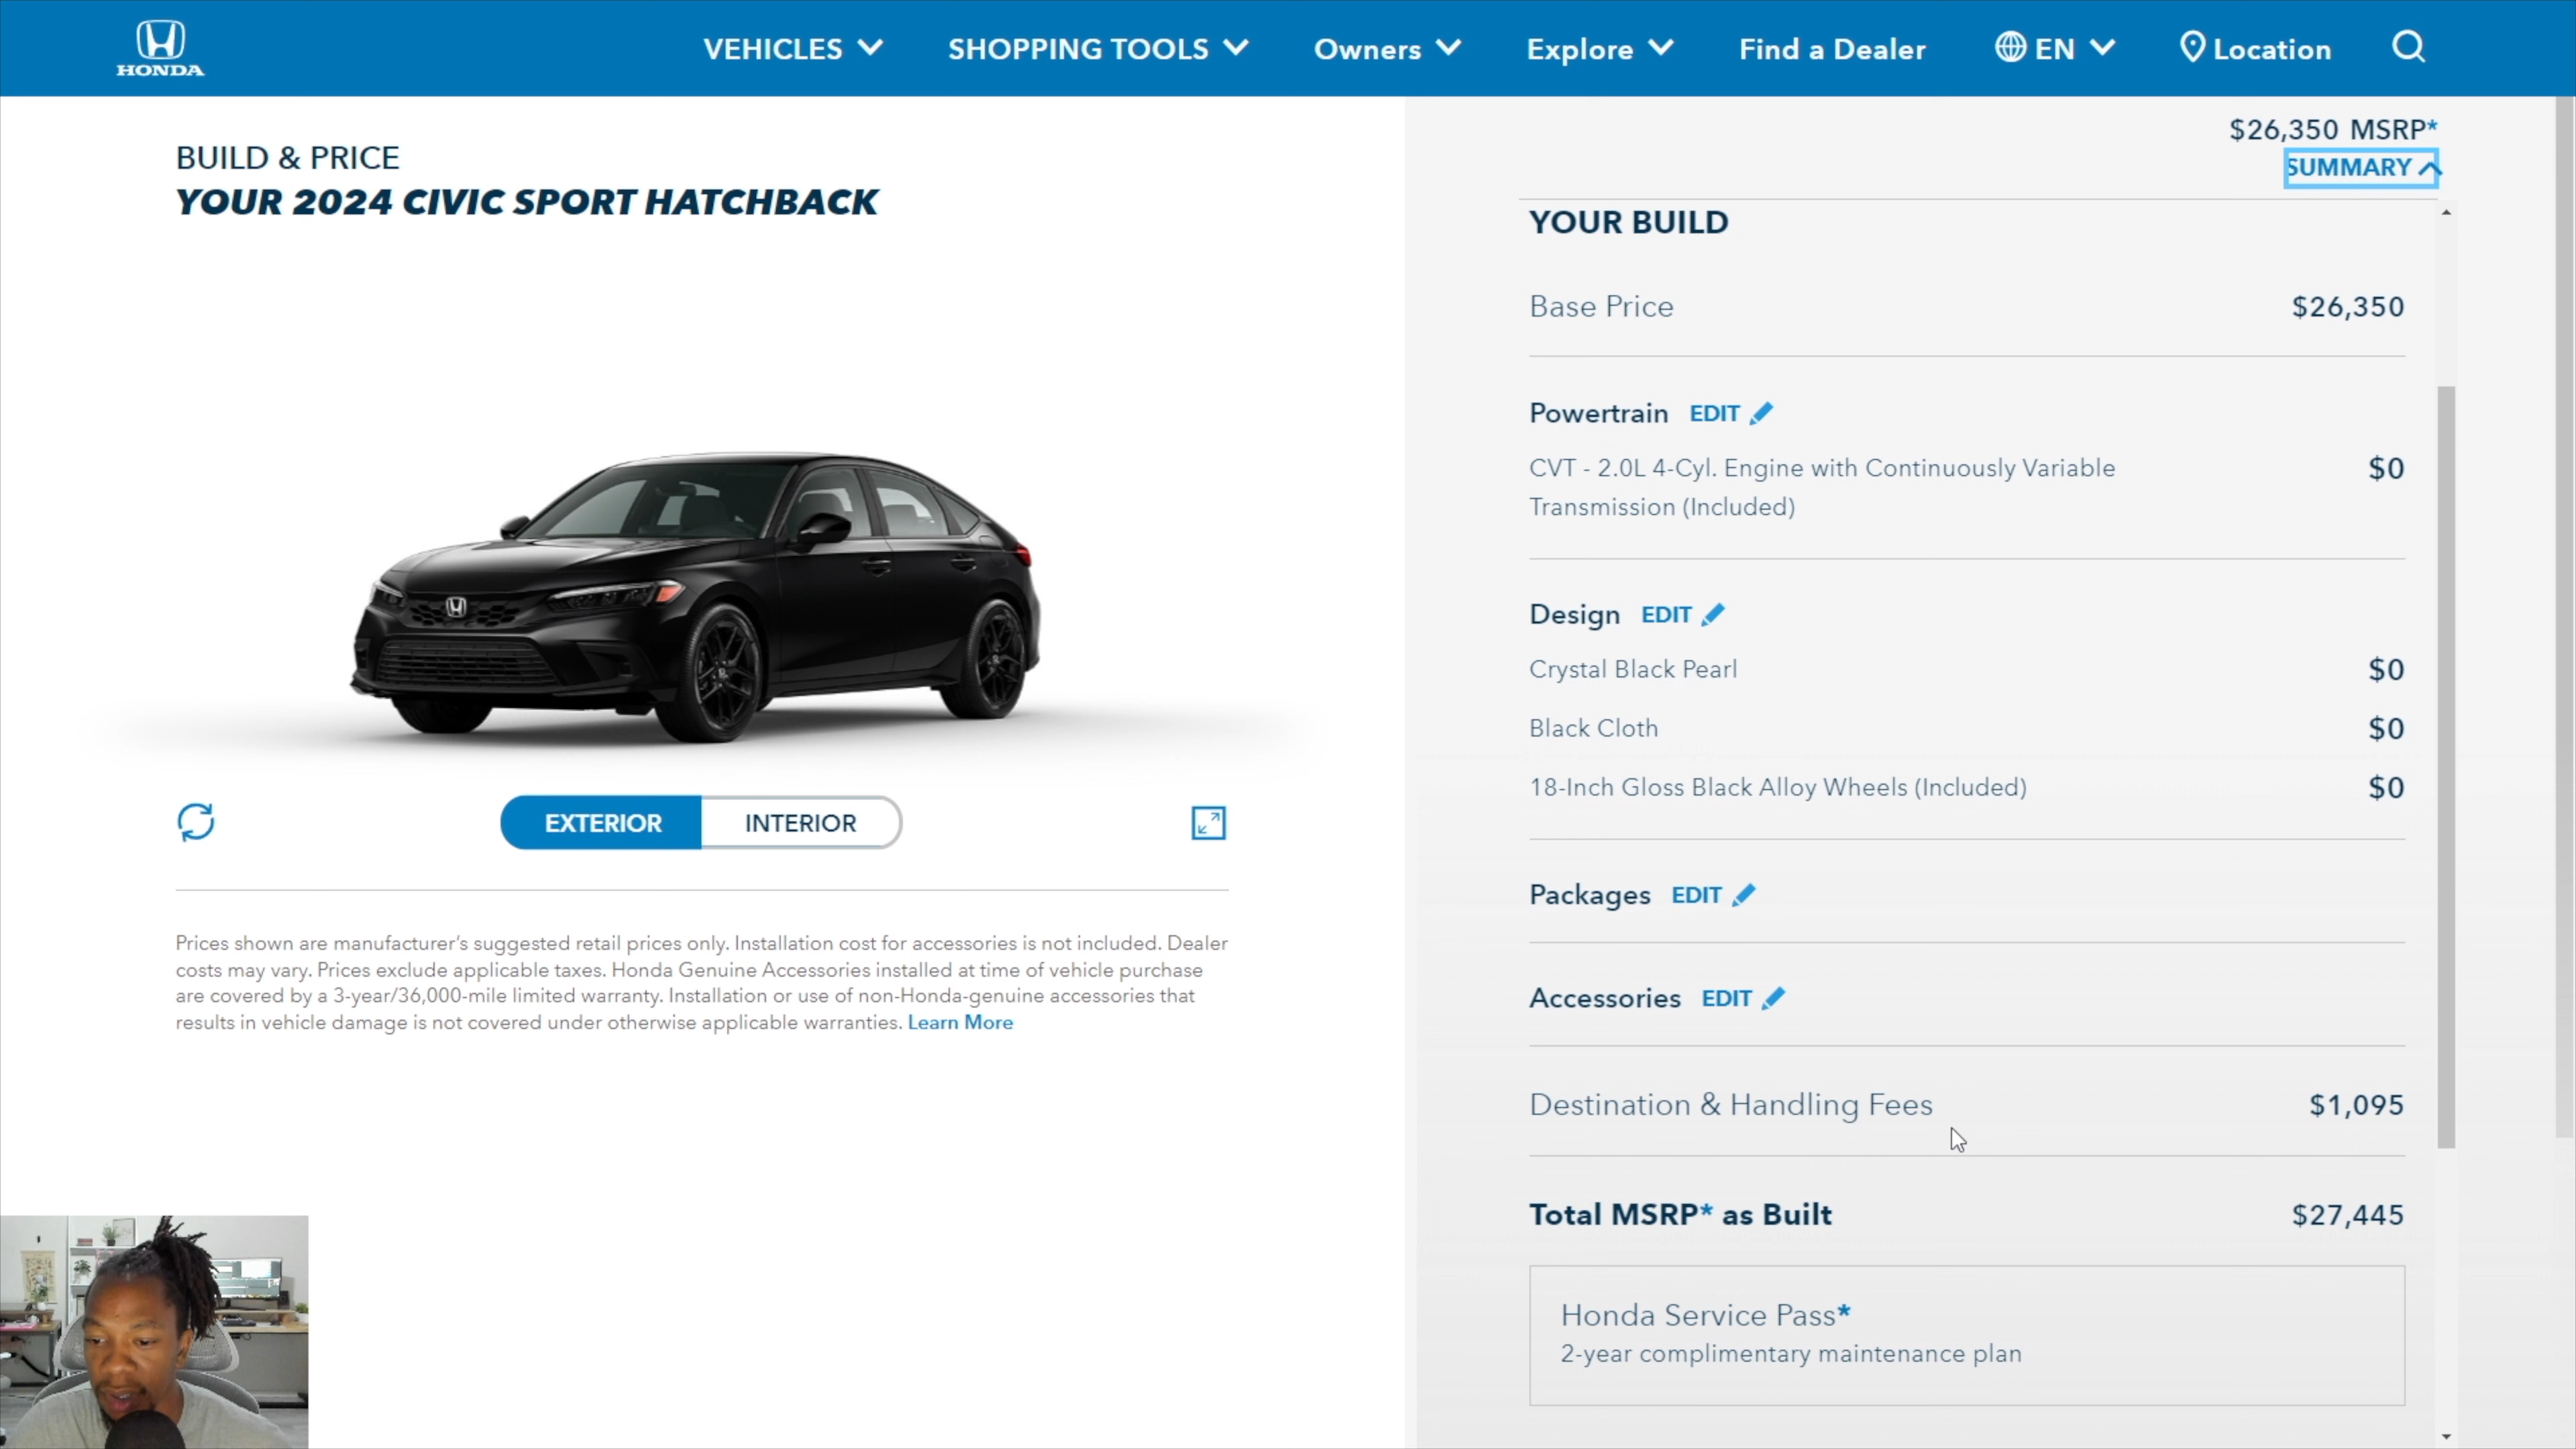 HONDA
VEHICLES
SHOPPING TOOLS
Owners
Explore
Find a Dealer
EN
Location
BUILD & PRICE
YOUR 2024 CIVIC SPORT HATCHBACK
EXTERIOR
INTERIOR
Prices shown are manufacturer's suggested retail prices only. Installation cost for accessories is not included. Dealer
costs may vary. Prices exclude applicable taxes. Honda Genuine Accessories installed at time of vehicle purchase
are covered by a 3-year/36,000-mile limited warranty. Installation or use of non-Honda-genuine accessories that
results in vehicle damage is not covered under otherwise applicable warranties. Learn More
$26,350 MSRP*
SUMMARY
YOUR BUILD
Base Price $26,350
Powertrain EDIT
CVT - 2.0L 4-Cyl. Engine with Continuously Variable $0
Transmission (Included)
Design EDIT
Crystal Black Pearl $0
Black Cloth $0
18-Inch Gloss Black Alloy Wheels (Included) $0
Packages EDIT
Accessories EDIT
Destination & Handling Fees $1,095
Total MSRP* as Built $27,445
Honda Service Pass*
2-year complimentary maintenance plan